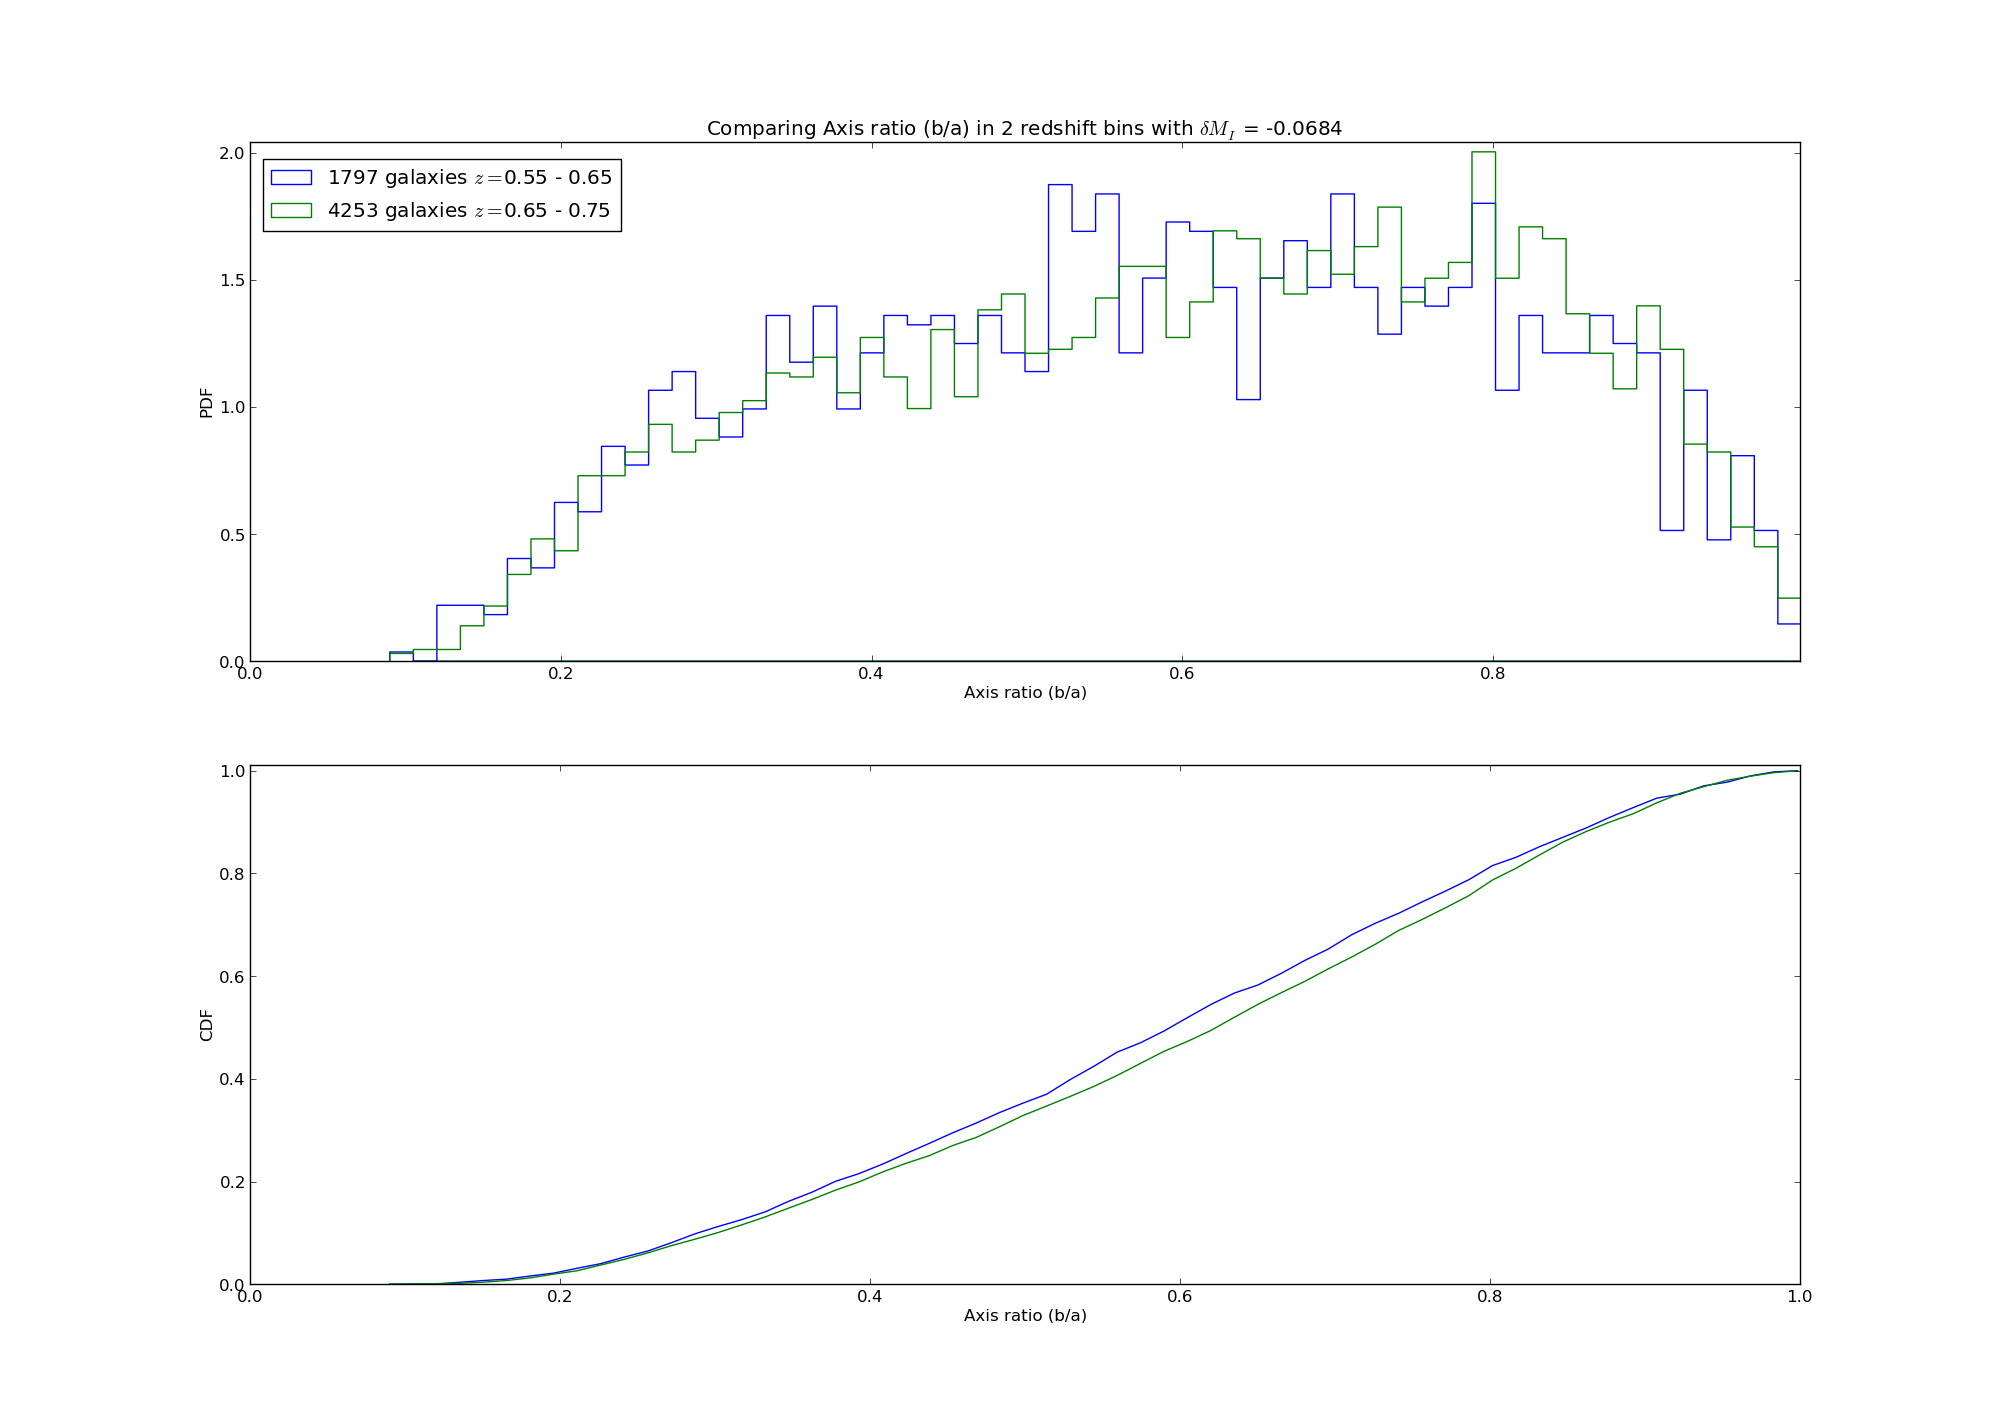 Comparing Axis ratio (b/a) in 2 redshift bins with δM_I = -0.0684
1797 galaxies z=0.55 - 0.65
4253 galaxies z=0.65 - 0.75
2.0
1.5
1.0
0.5
0.0
PDF
0.0 0.2 0.4 0.6 0.8
Axis ratio (b/a)
1.0
0.8
0.6
0.4
0.2
0.0
CDF
0.0 0.2 0.4 0.6 0.8 1.0
Axis ratio (b/a)